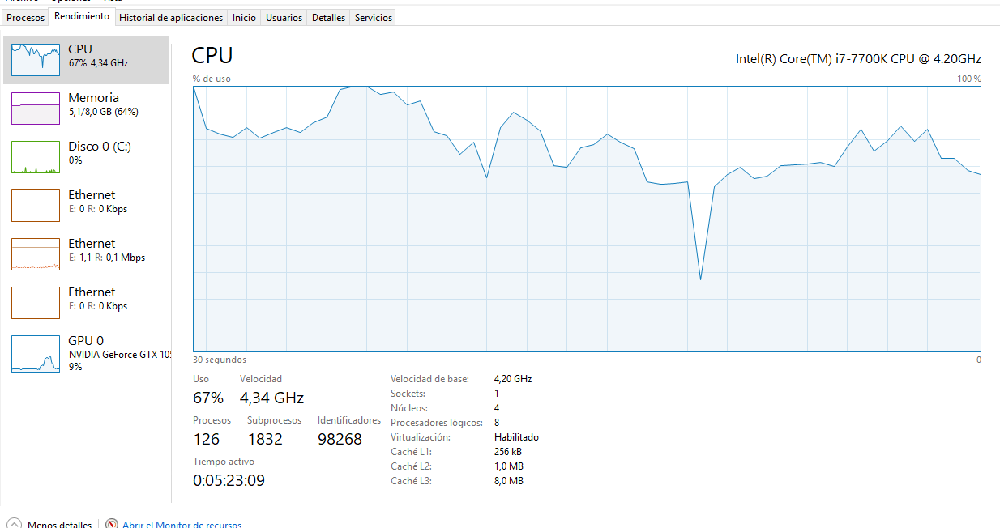 Archivo Opciones Vista
Procesos Rendimiento Historial de aplicaciones Inicio Usuarios Detalles Servicios
CPU
67% 4,34 GHz
Memoria
5,1/8,0 GB (64%)
Disco 0 (C:)
0%
Ethernet
E: 0 R: 0 Kbps
Ethernet
E: 1,1 R: 0,1 Mbps
Ethernet
E: 0 R: 0 Kbps
GPU 0
NVIDIA GeForce GTX 105
9%
CPU
Intel(R) Core(TM) i7-7700K CPU @ 4.20GHz
% de uso
100 %
30 segundos
0
Uso Velocidad
67% 4,34 GHz
Procesos Subprocesos Identificadores
126 1832 98268
Tiempo activo
0:05:23:09
Velocidad de base: 4,20 GHz
Sockets: 1
Núcleos: 4
Procesadores lógicos: 8
Virtualización: Habilitado
Caché L1: 256 kB
Caché L2: 1,0 MB
Caché L3: 8,0 MB
Menos detalles
Abrir el Monitor de recursos